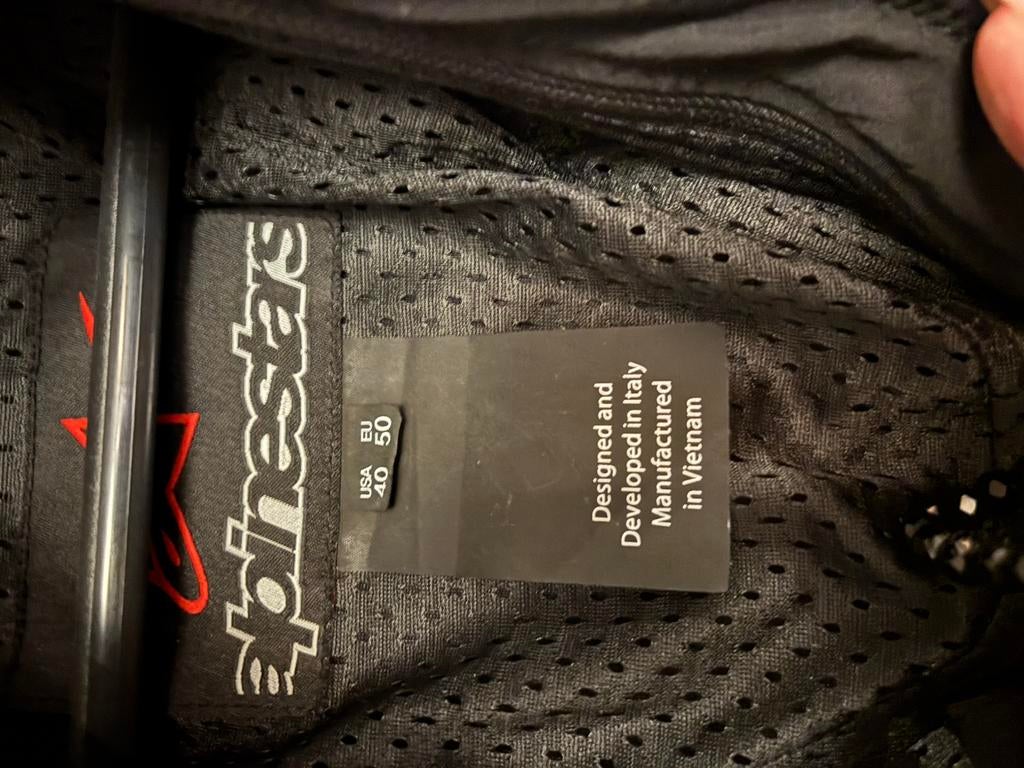 alpinestars
USA EU
40 50
Designed and
Developed in Italy
Manufactured
in Vietnam